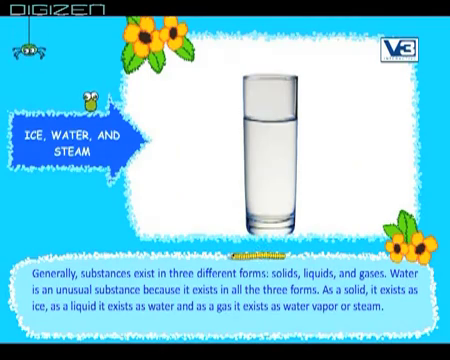 DIGIZEN
V3
INTERACTIVE
ICE, WATER, AND
STEAM
Generally, substances exist in three different forms: solids, liquids, and gases. Water
is an unusual substance because it exists in all the three forms. As a solid, it exists as
ice, as a liquid it exists as water and as a gas it exists as water vapor or steam.